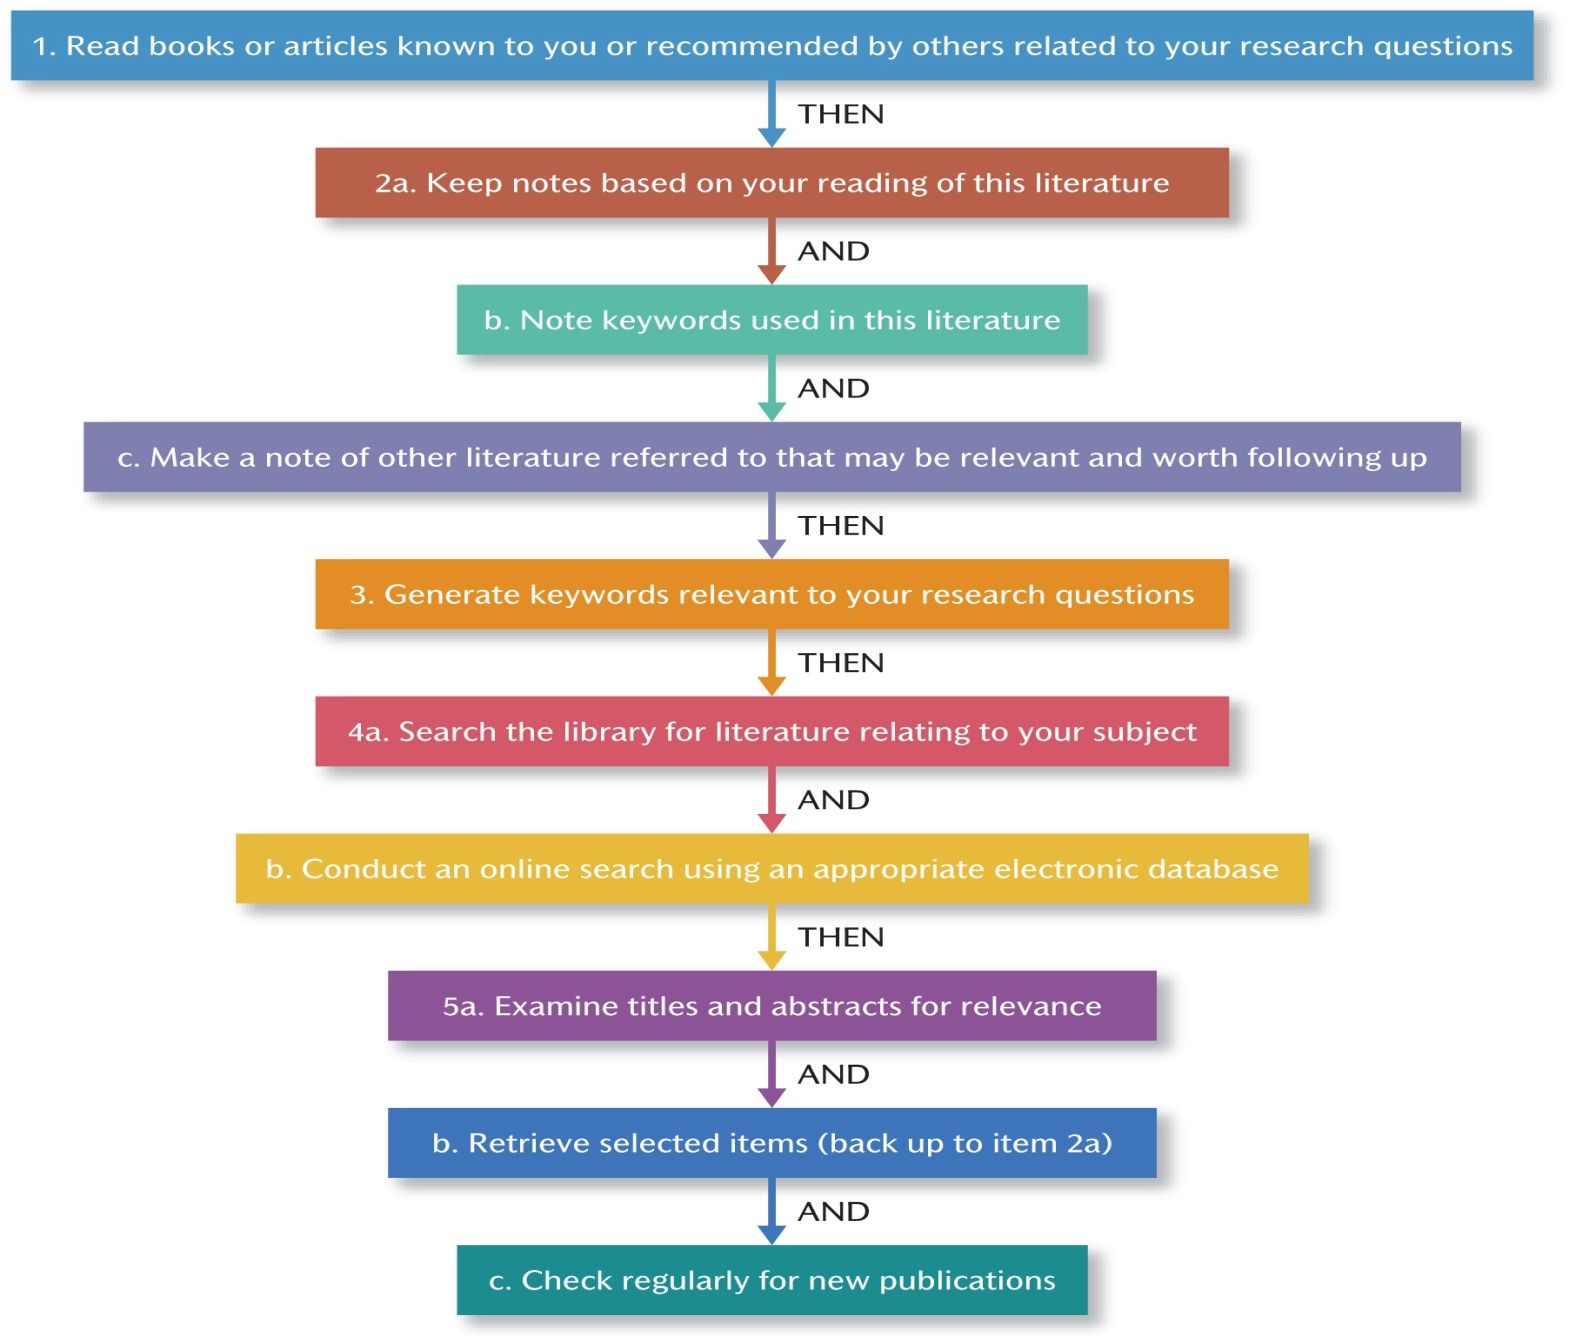 1. Read books or articles known to you or recommended by others related to your research questions
THEN
2a. Keep notes based on your reading of this literature
AND
b. Note keywords used in this literature
AND
c. Make a note of other literature referred to that may be relevant and worth following up
THEN
3. Generate keywords relevant to your research questions
THEN
4a. Search the library for literature relating to your subject
AND
b. Conduct an online search using an appropriate electronic database
THEN
5a. Examine titles and abstracts for relevance
AND
b. Retrieve selected items (back up to item 2a)
AND
c. Check regularly for new publications